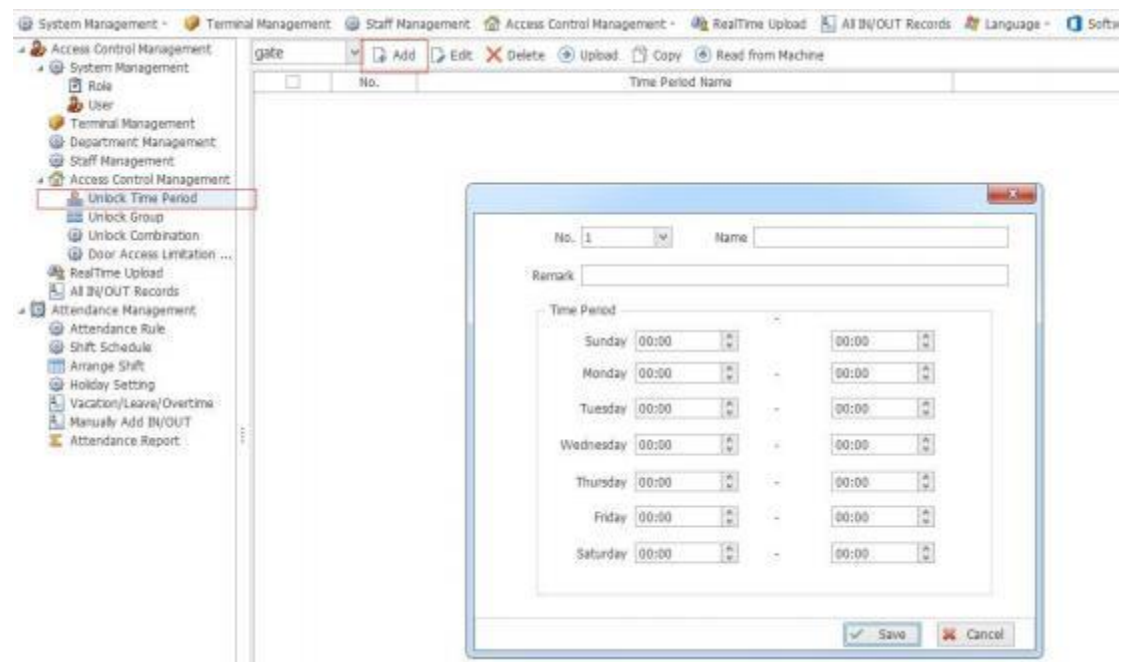 System Management - Terminal Management Staff Management Access Control Management - RealTime Upload All IN/OUT Records Language - Softw
Access Control Management
System Management
Role
User
Terminal Management
Department Management
Staff Management
Access Control Management
Unlock Time Period
Unlock Group
Unlock Combination
Door Access Limitation ...
RealTime Upload
All IN/OUT Records
Attendance Management
Attendance Rule
Shift Schedule
Arrange Shift
Holiday Setting
Vacation/Leave/Overtime
Manually Add IN/OUT
Attendance Report
gate Add Edit Delete Upload Copy Read from Machine
No. Time Period Name
No. 1 Name
Remark
Time Period -
Sunday 00:00 00:00
Monday 00:00 - 00:00
Tuesday 00:00 - 00:00
Wednesday 00:00 - 00:00
Thursday 00:00 - 00:00
Friday 00:00 - 00:00
Saturday 00:00 - 00:00
Save Cancel